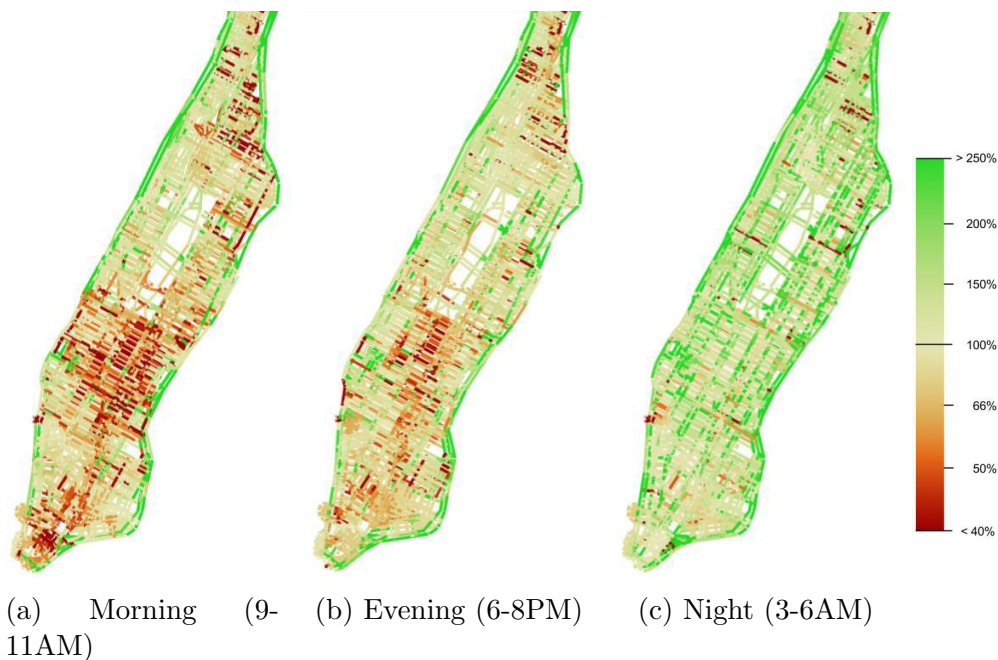 > 250%
200%
150%
100%
66%
50%
< 40%
(a) Morning (9-
11AM)
(b) Evening (6-8PM)
(c) Night (3-6AM)